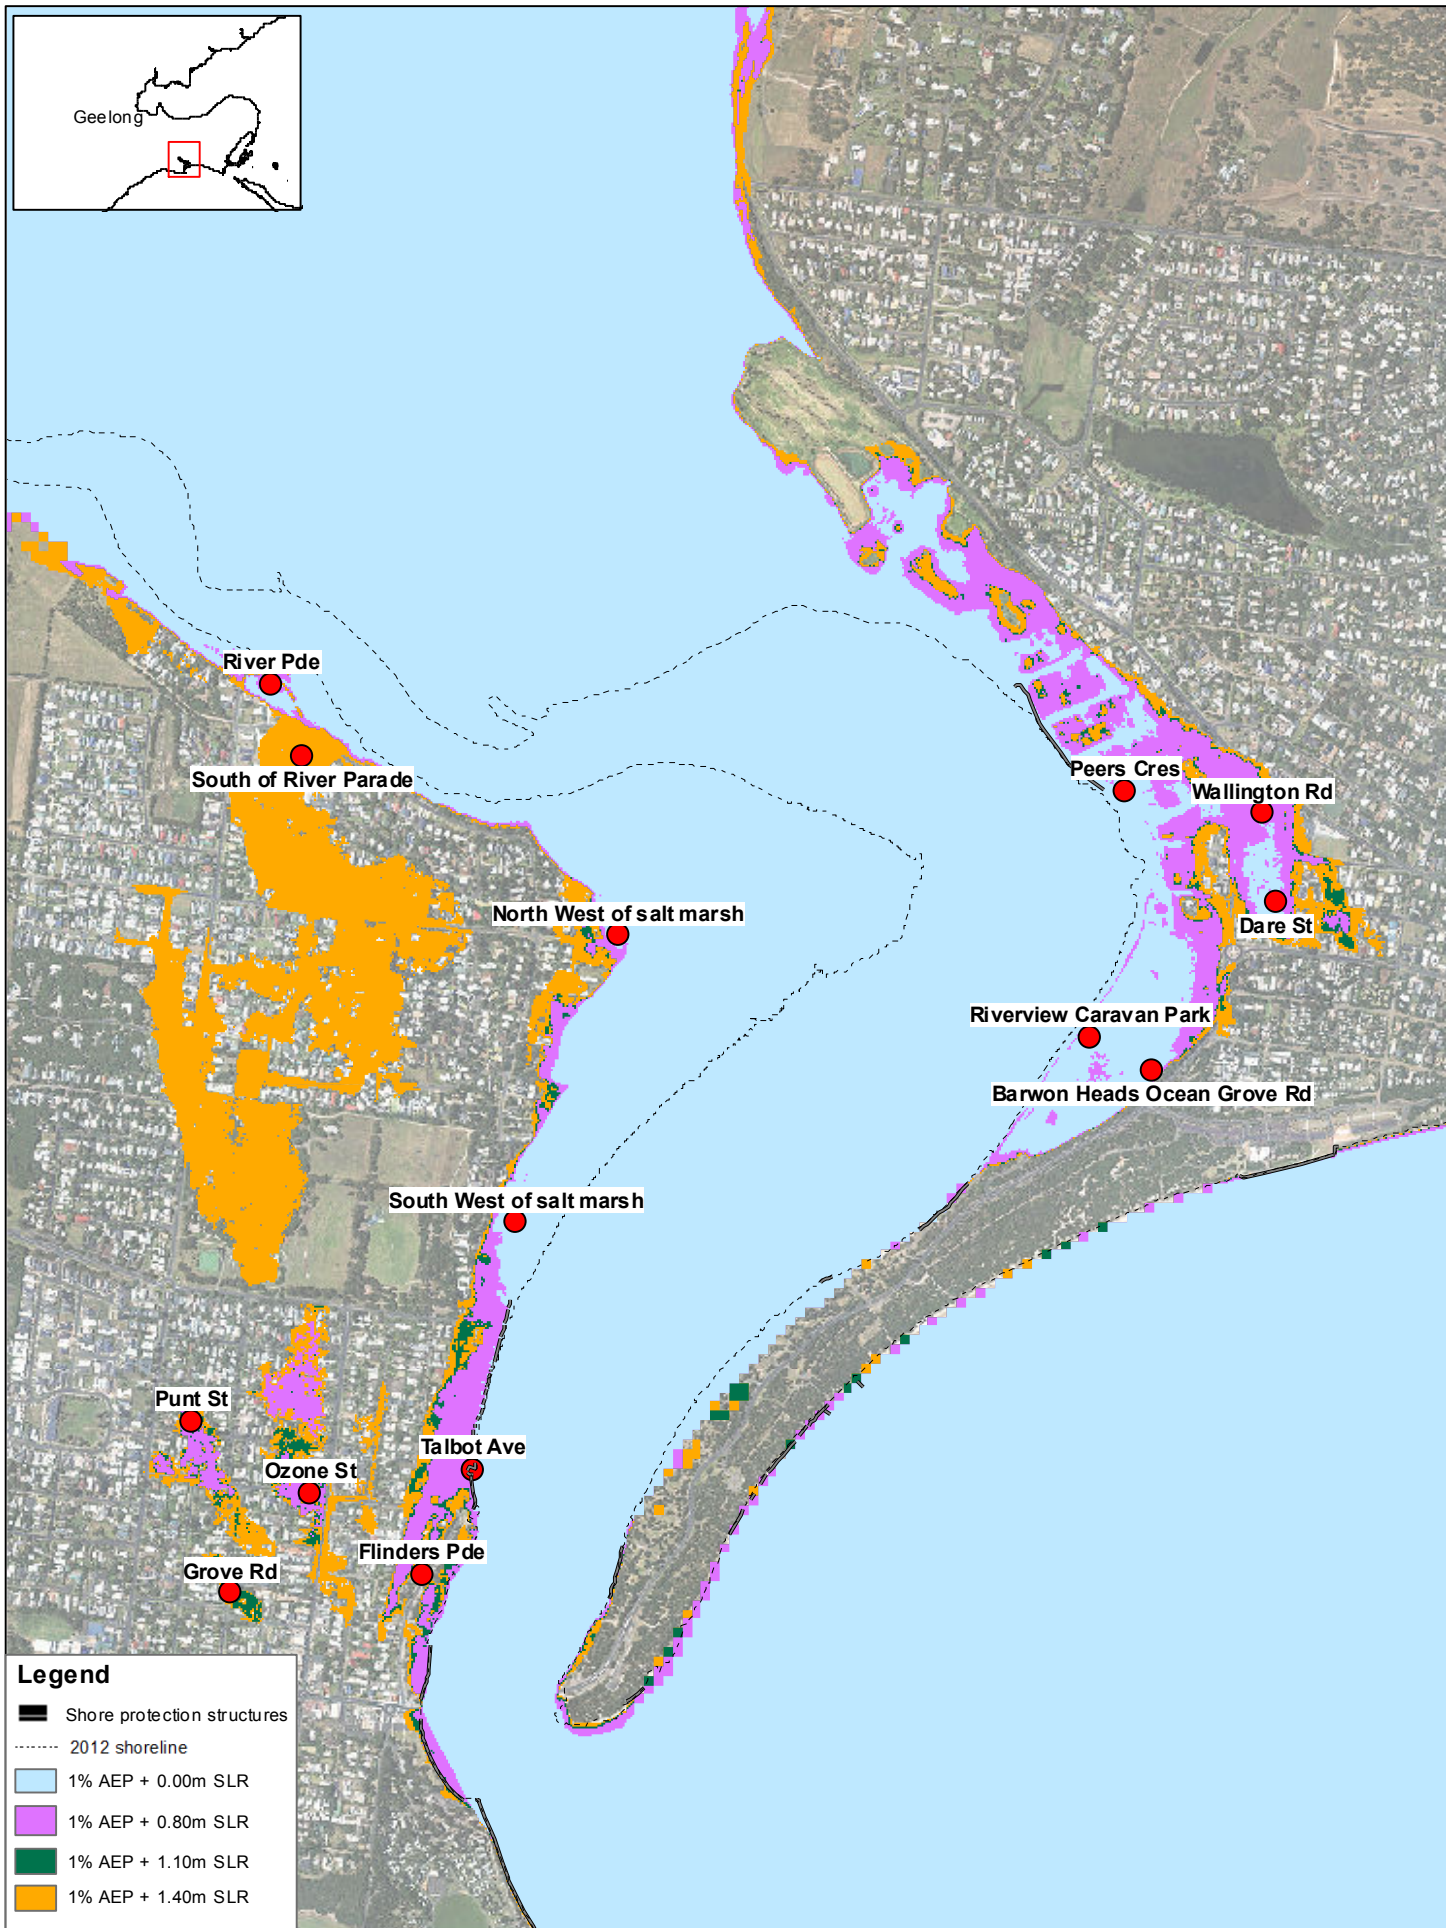 Geelong
River Pde
South of River Parade
Peers Cres
Wallington Rd
North West of salt marsh
Dare St
Riverview Caravan Park
Barwon Heads Ocean Grove Rd
South West of salt marsh
Punt St
Talbot Ave
Ozone St
Flinders Pde
Grove Rd
Legend
Shore protection structures
2012 shoreline
1% AEP + 0.00m SLR
1% AEP + 0.80m SLR
1% AEP + 1.10m SLR
1% AEP + 1.40m SLR